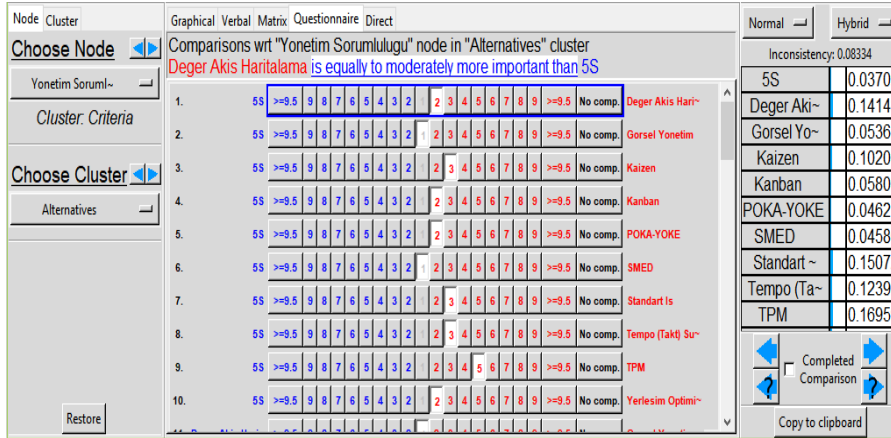 Node Cluster
Choose Node
Yonetim Soruml~
Cluster: Criteria
Choose Cluster
Alternatives
Restore
Graphical Verbal Matrix Questionnaire Direct
Comparisons wrt "Yonetim Sorumlulugu" node in "Alternatives" cluster
Deger Akis Haritalama is equally to moderately more important than 5S
1. 5S >=9.5 9 8 7 6 5 4 3 2 1 2 3 4 5 6 7 8 9 >=9.5 No comp. Deger Akis Hari~
2. 5S >=9.5 9 8 7 6 5 4 3 2 1 2 3 4 5 6 7 8 9 >=9.5 No comp. Gorsel Yonetim
3. 5S >=9.5 9 8 7 6 5 4 3 2 1 2 3 4 5 6 7 8 9 >=9.5 No comp. Kaizen
4. 5S >=9.5 9 8 7 6 5 4 3 2 1 2 3 4 5 6 7 8 9 >=9.5 No comp. Kanban
5. 5S >=9.5 9 8 7 6 5 4 3 2 1 2 3 4 5 6 7 8 9 >=9.5 No comp. POKA-YOKE
6. 5S >=9.5 9 8 7 6 5 4 3 2 1 2 3 4 5 6 7 8 9 >=9.5 No comp. SMED
7. 5S >=9.5 9 8 7 6 5 4 3 2 1 2 3 4 5 6 7 8 9 >=9.5 No comp. Standart Is
8. 5S >=9.5 9 8 7 6 5 4 3 2 1 2 3 4 5 6 7 8 9 >=9.5 No comp. Tempo (Takt) Su~
9. 5S >=9.5 9 8 7 6 5 4 3 2 1 2 3 4 5 6 7 8 9 >=9.5 No comp. TPM
10. 5S >=9.5 9 8 7 6 5 4 3 2 1 2 3 4 5 6 7 8 9 >=9.5 No comp. Yerlesim Optimi~
Normal Hybrid
Inconsistency: 0.08334
5S 0.0370
Deger Aki~ 0.1414
Gorsel Yo~ 0.0536
Kaizen 0.1020
Kanban 0.0580
POKA-YOKE 0.0462
SMED 0.0458
Standart ~ 0.1507
Tempo (Ta~ 0.1239
TPM 0.1695
Completed
Comparison
? ?
Copy to clipboard